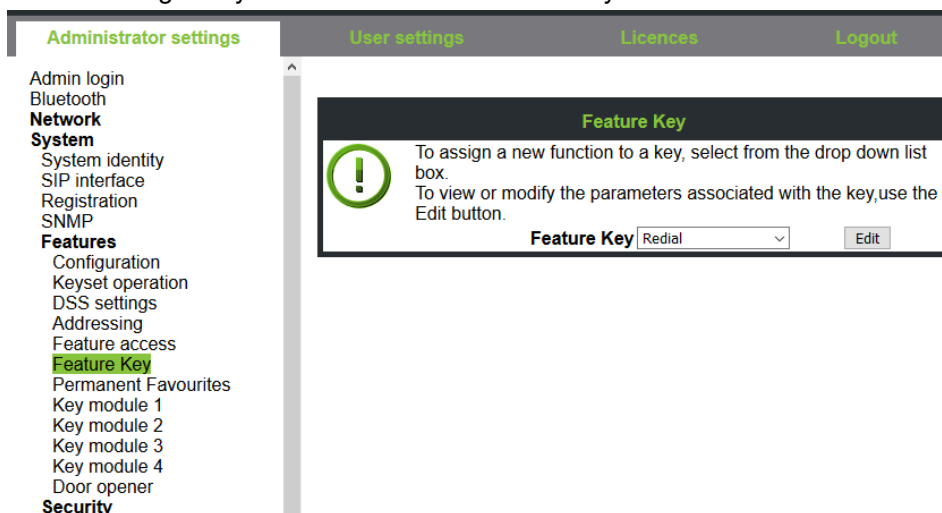 Administrator settings
User settings
Licences
Logout
Admin login
Bluetooth
Network
System
System identity
SIP interface
Registration
SNMP
Features
Configuration
Keyset operation
DSS settings
Addressing
Feature access
Feature Key
Permanent Favourites
Key module 1
Key module 2
Key module 3
Key module 4
Door opener
Security
Feature Key
To assign a new function to a key, select from the drop down list
box.
To view or modify the parameters associated with the key,use the
Edit button.
Feature Key Redial Edit